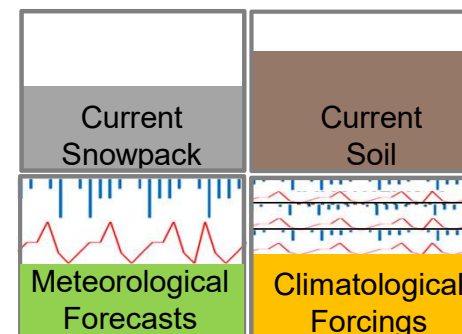 Current
Snowpack
Current
Soil
Meteorological
Forecasts
Climatological
Forcings